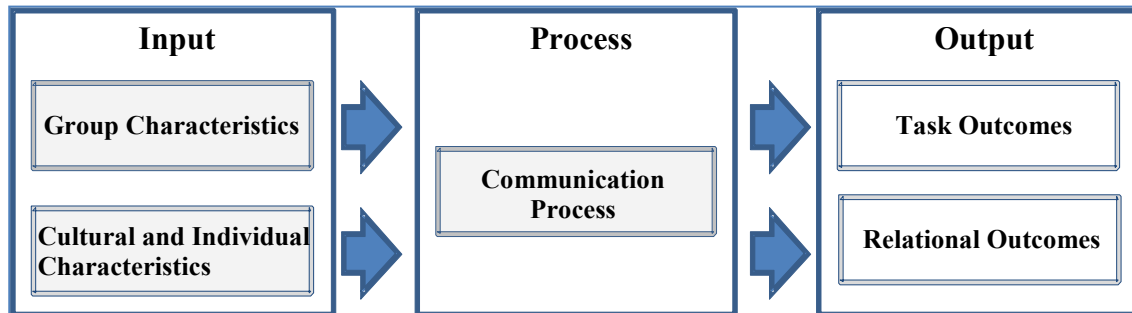 Input
Group Characteristics
Cultural and Individual
Characteristics
Process
Communication
Process
Output
Task Outcomes
Relational Outcomes